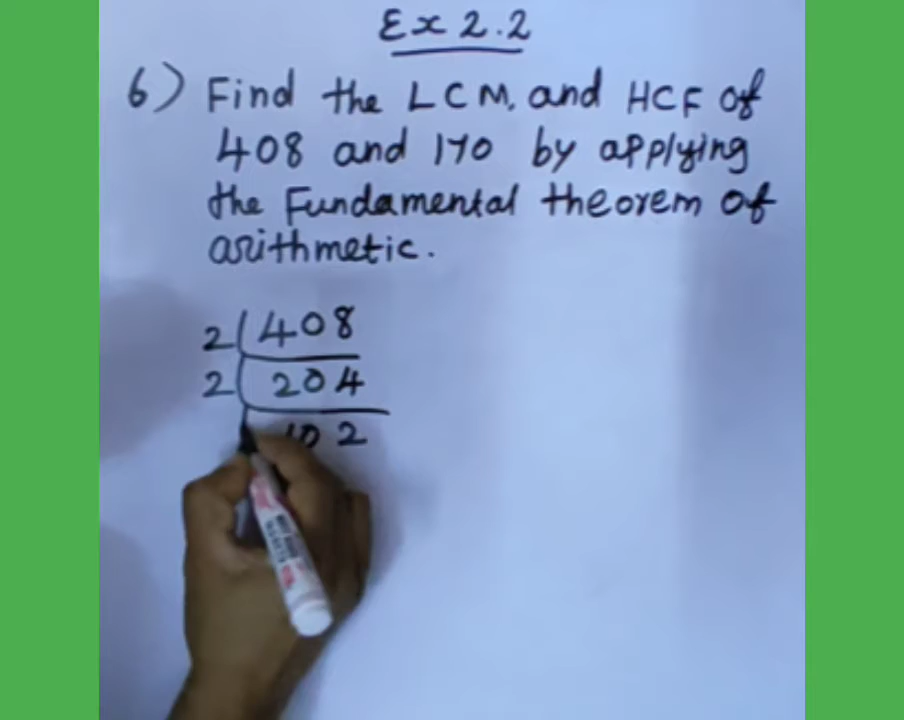 Ex 2.2
6) Find the LCM, and HCF of
408 and 170 by applying
the Fundamental theorem of
arithmetic.
2 408
2 204
102